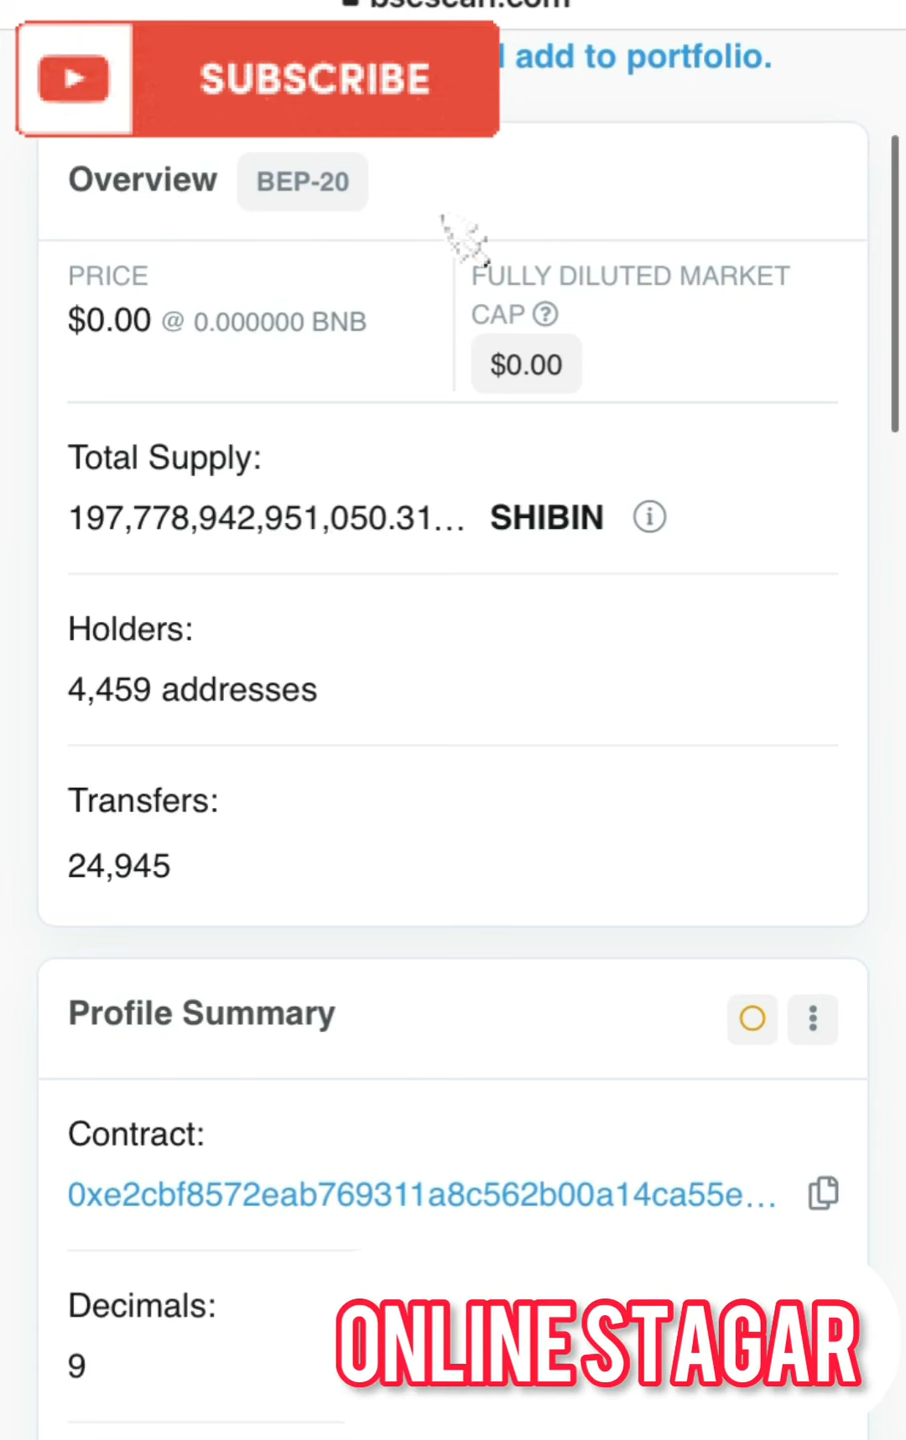 bscscan.com
SUBSCRIBE
add to portfolio.
Overview BEP-20
PRICE
$0.00 @ 0.000000 BNB
FULLY DILUTED MARKET
CAP
$0.00
Total Supply:
197,778,942,951,050.31... SHIBIN
Holders:
4,459 addresses
Transfers:
24,945
Profile Summary
Contract:
0xe2cbf8572eab769311a8c562b00a14ca55e...
Decimals:
9
ONLINE STAGAR